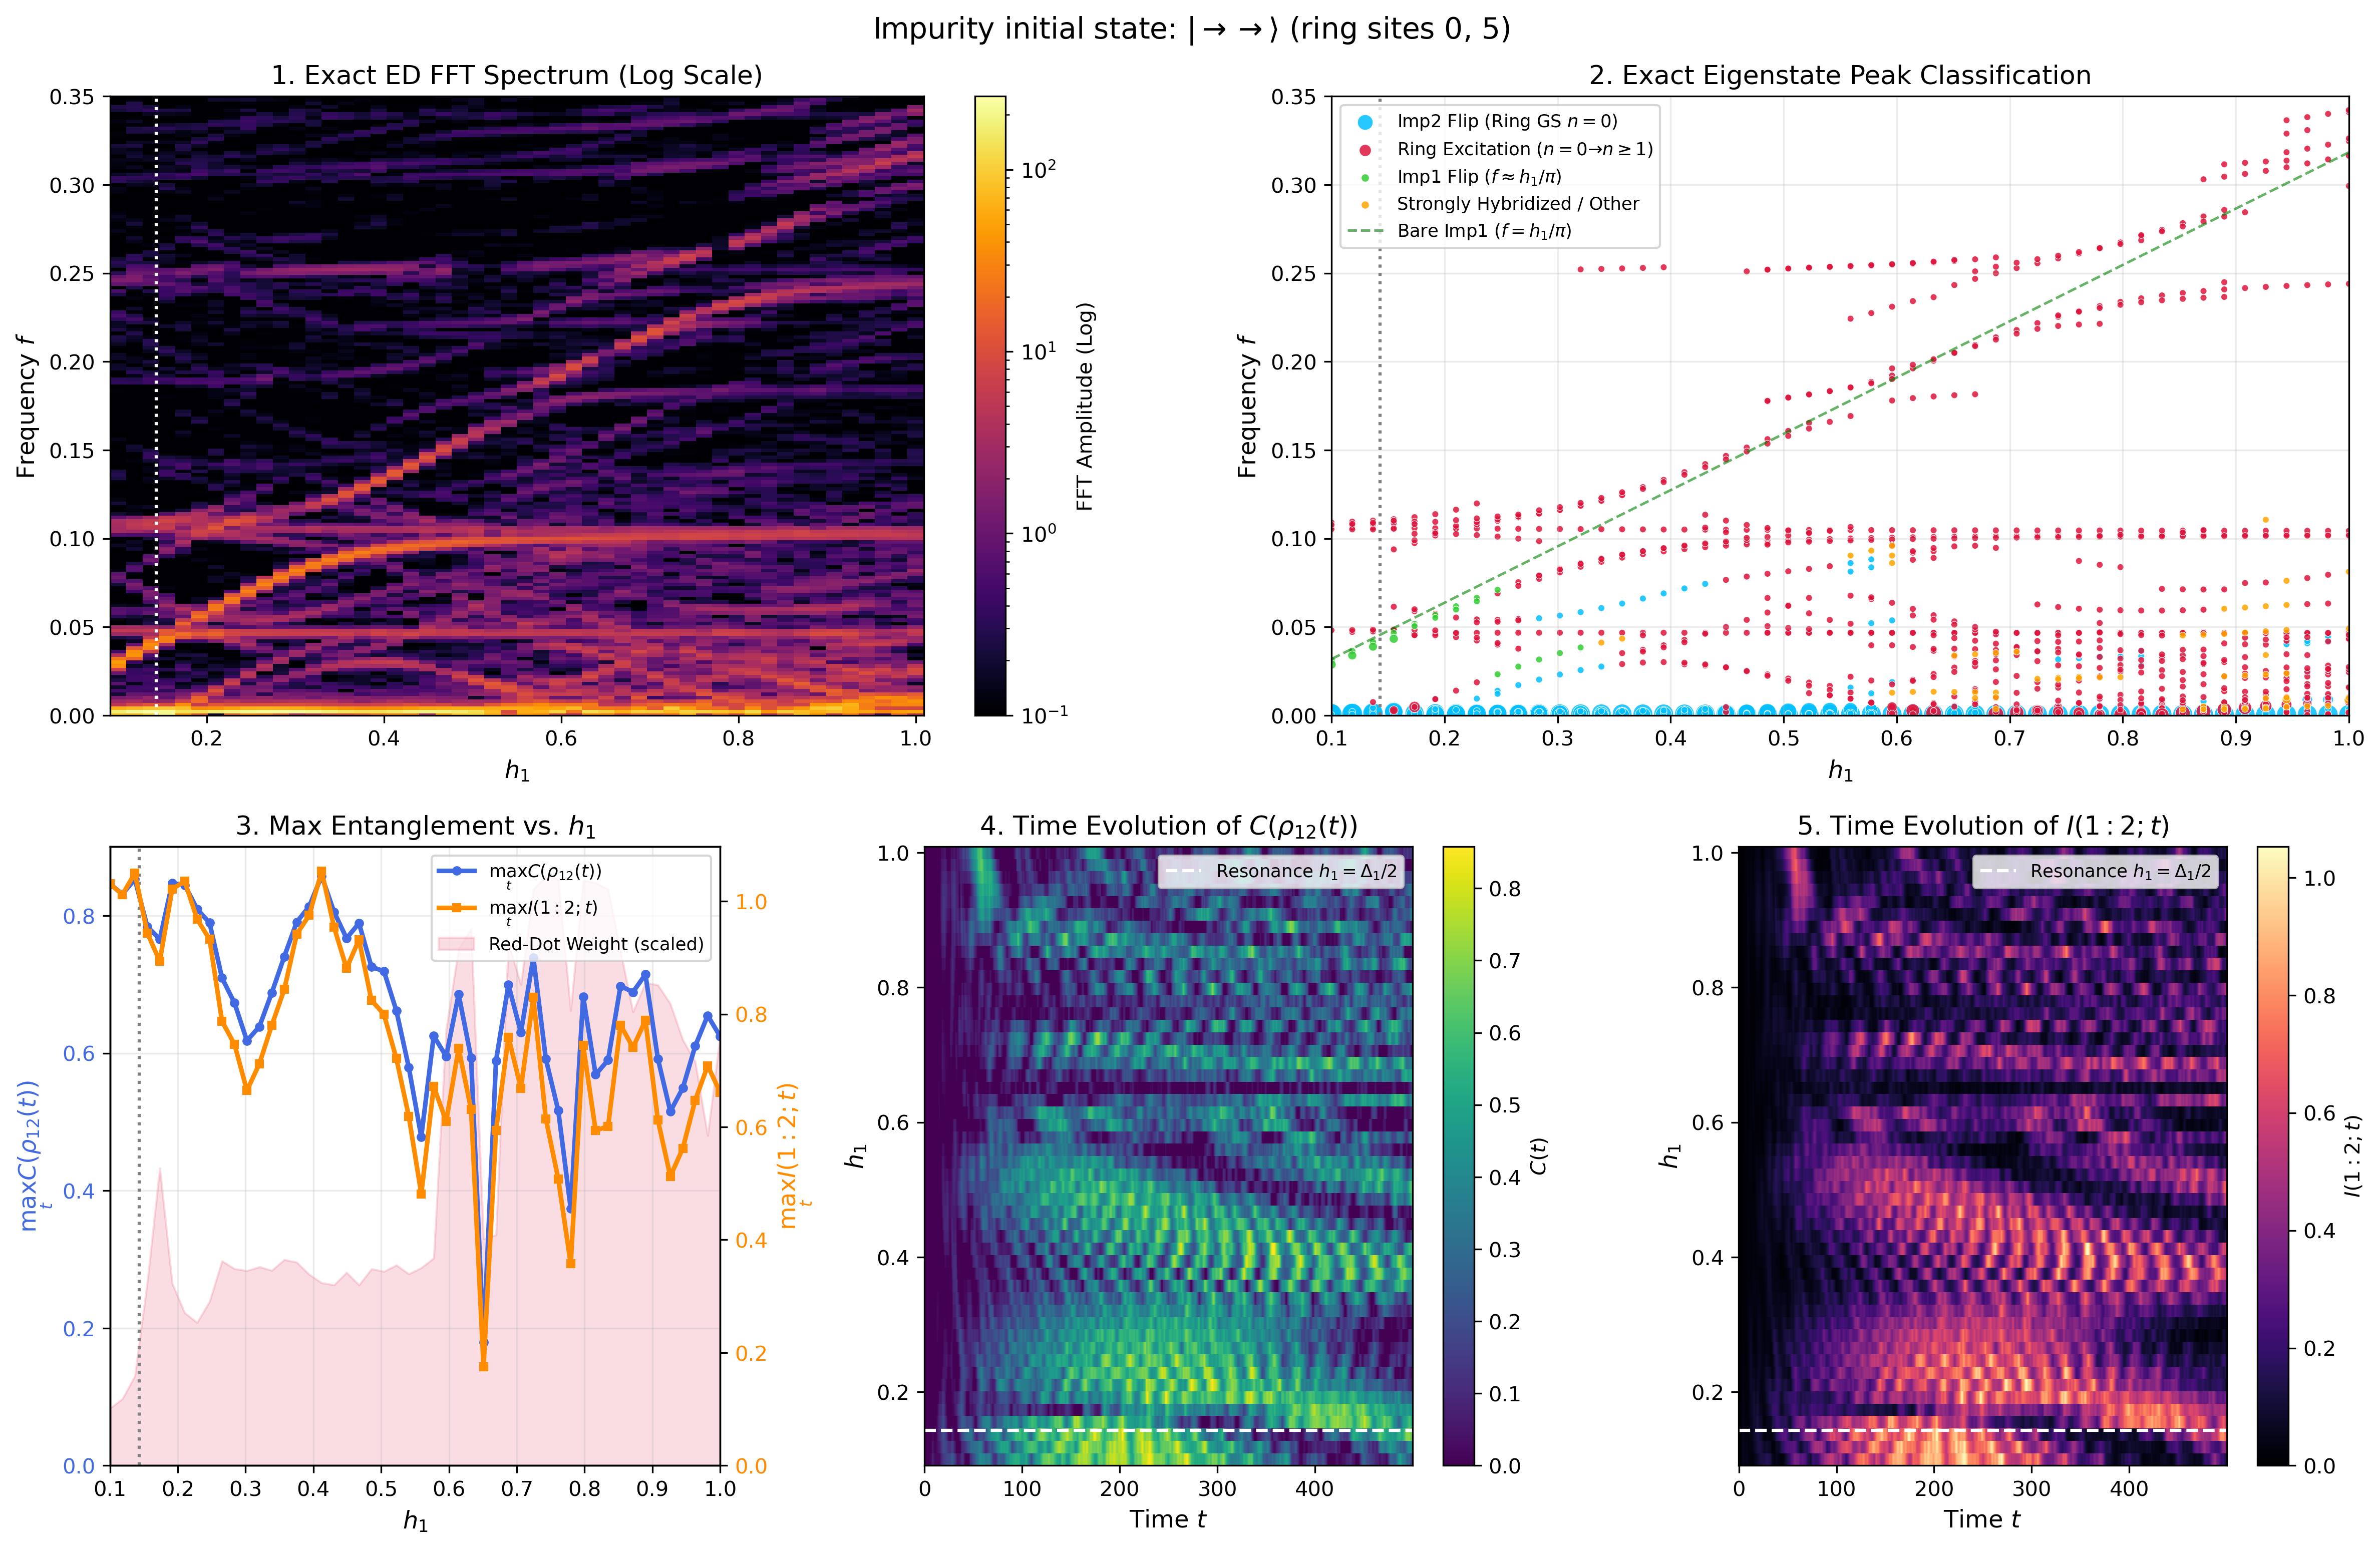 Impurity initial state: |→→⟩ (ring sites 0, 5)
1. Exact ED FFT Spectrum (Log Scale)
0.35
0.30
0.25
0.20
0.15
0.10
0.05
0.00
Frequency f
0.2 0.4 0.6 0.8 1.0
h₁
10²
10¹
10⁰
10⁻¹
FFT Amplitude (Log)
2. Exact Eigenstate Peak Classification
Imp2 Flip (Ring GS n = 0)
Ring Excitation (n = 0→n ≥ 1)
Imp1 Flip (f ≈ h₁/π)
Strongly Hybridized / Other
Bare Imp1 (f = h₁/π)
0.35
0.30
0.25
0.20
0.15
0.10
0.05
0.00
Frequency f
0.1 0.2 0.3 0.4 0.5 0.6 0.7 0.8 0.9 1.0
h₁
3. Max Entanglement vs. h₁
max C(ρ₁₂(t))
t
max I(1 : 2; t)
t
Red-Dot Weight (scaled)
0.8
0.6
0.4
0.2
0.0
max C(ρ₁₂(t))
t
1.0
0.8
0.6
0.4
0.2
0.0
max I(1 : 2; t)
t
0.1 0.2 0.3 0.4 0.5 0.6 0.7 0.8 0.9 1.0
h₁
4. Time Evolution of C(ρ₁₂(t))
Resonance h₁ = Δ₁/2
1.0
0.8
0.6
0.4
0.2
h₁
0 100 200 300 400
Time t
0.8
0.7
0.6
0.5
0.4
0.3
0.2
0.1
0.0
C(t)
5. Time Evolution of I(1 : 2; t)
Resonance h₁ = Δ₁/2
1.0
0.8
0.6
0.4
0.2
h₁
0 100 200 300 400
Time t
1.0
0.8
0.6
0.4
0.2
0.0
I(1 : 2; t)